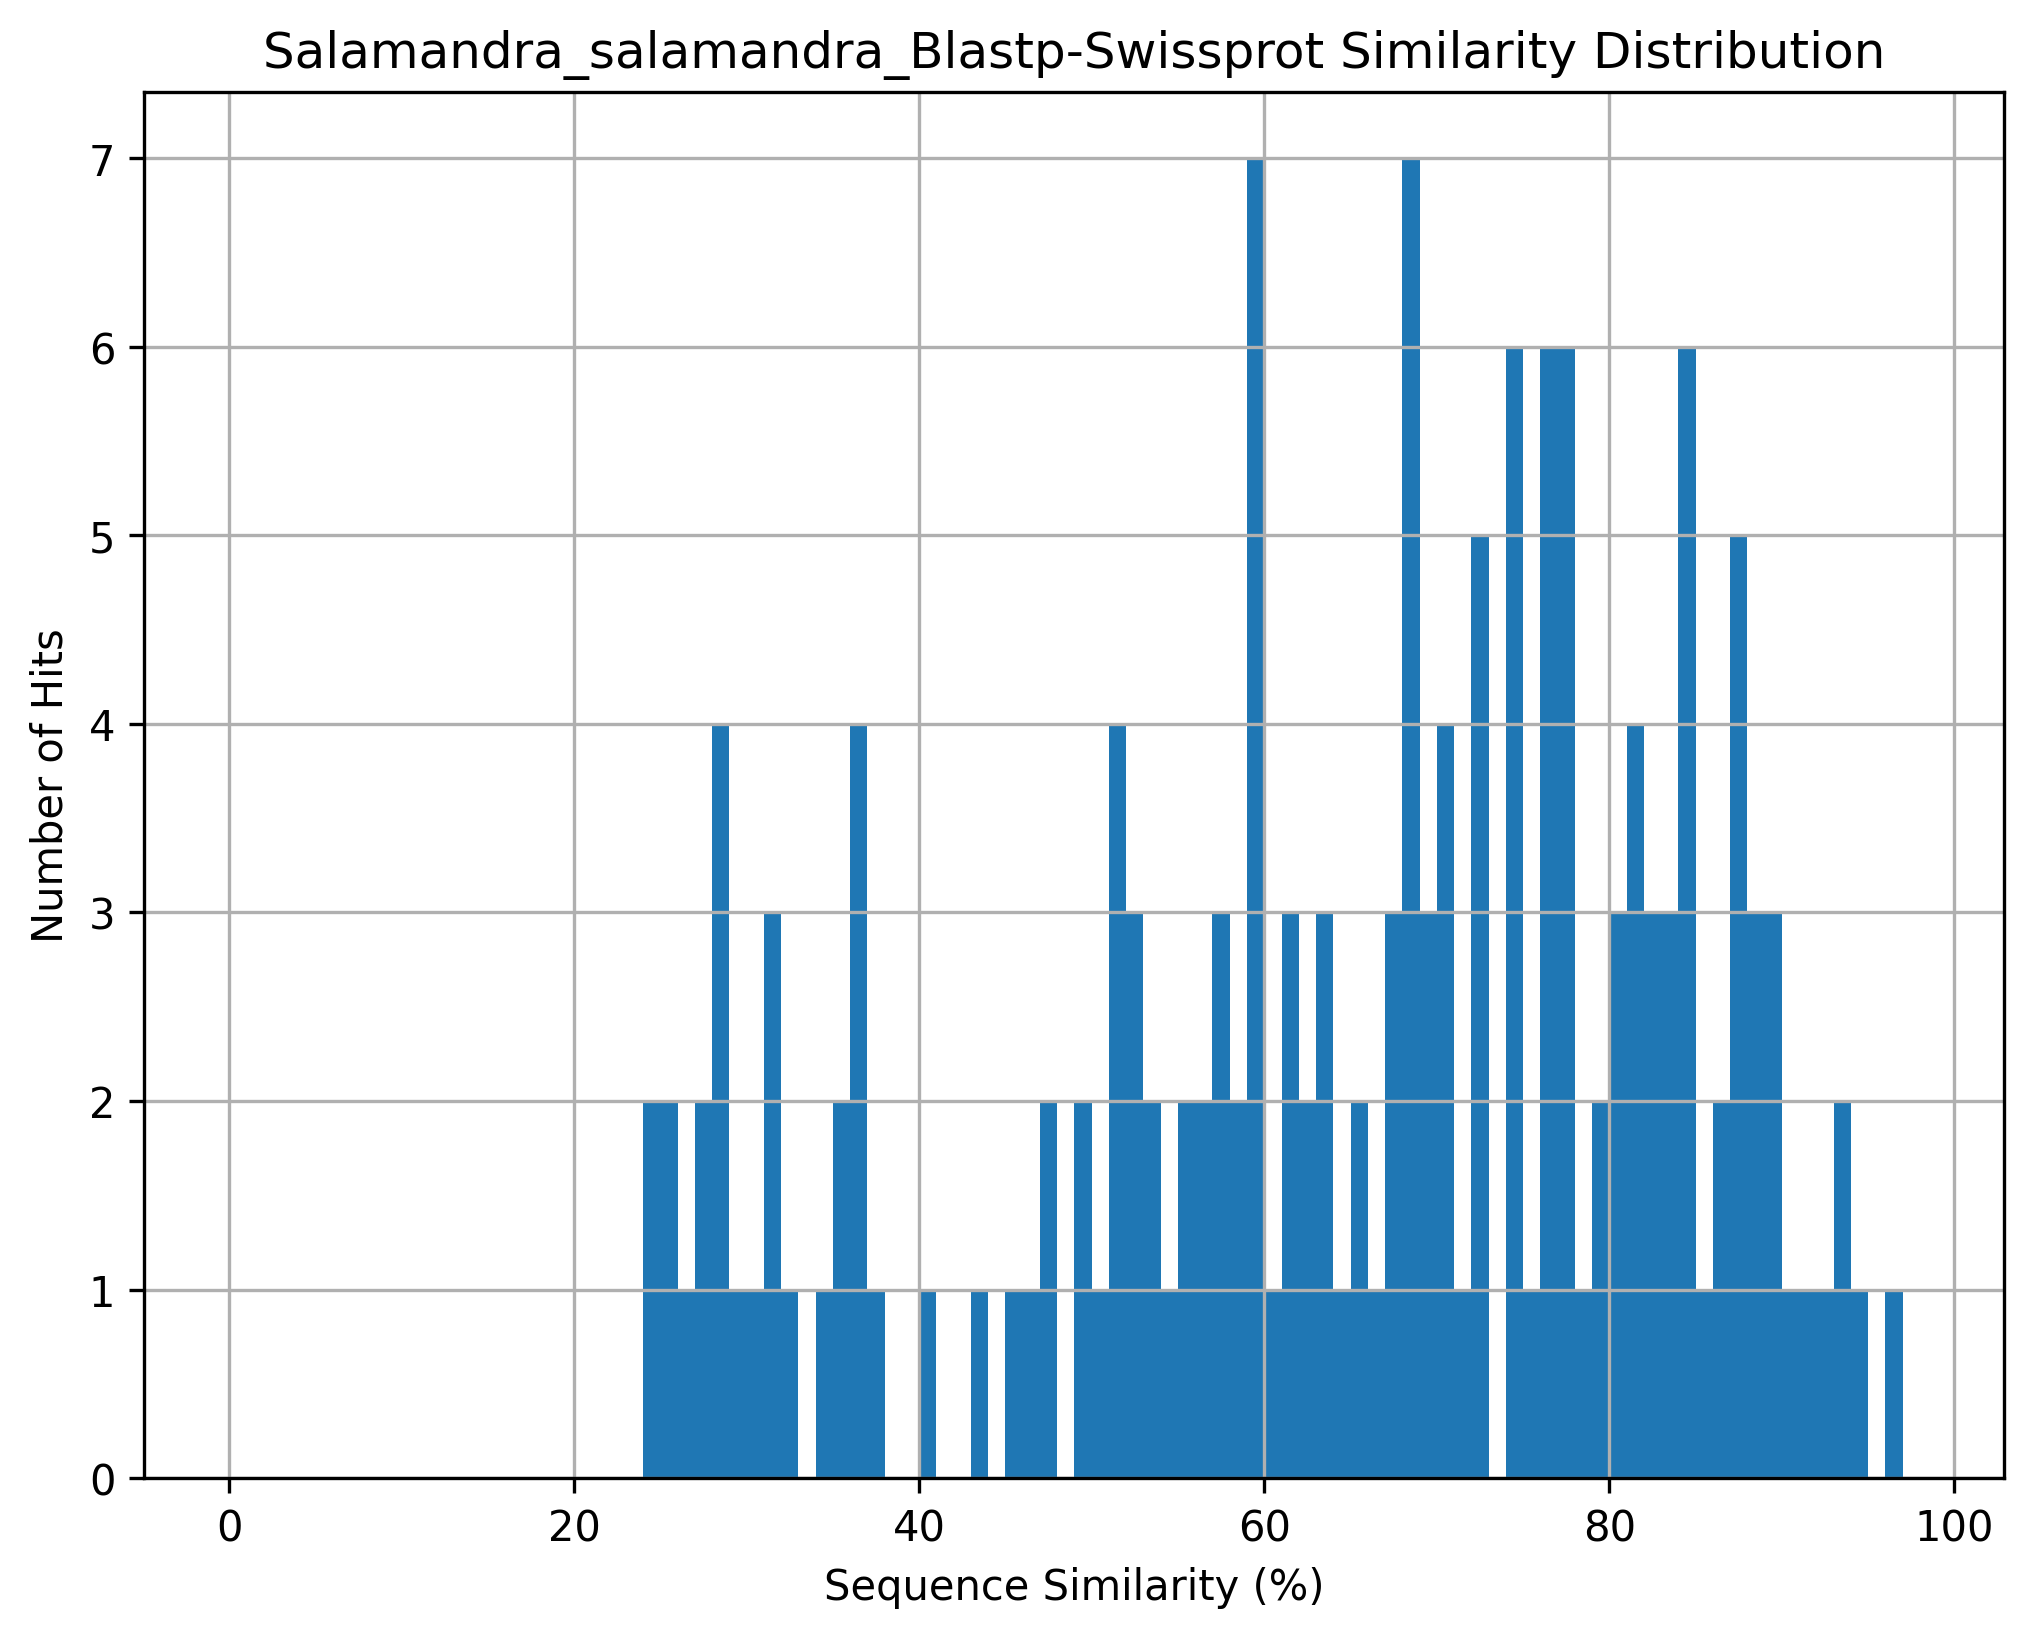 Salamandra_salamandra_Blastp-Swissprot Similarity Distribution
7
6
5
4
3
2
1
0
Number of Hits
0 20 40 60 80 100
Sequence Similarity (%)